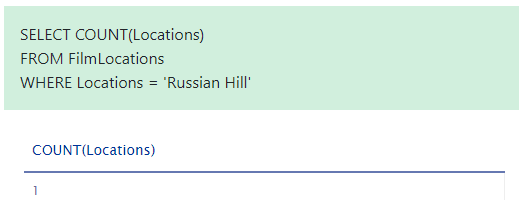 SELECT COUNT(Locations)
FROM FilmLocations
WHERE Locations = 'Russian Hill'
COUNT(Locations)
1